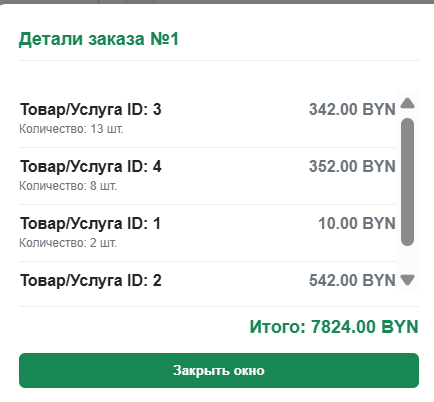 Детали заказа №1
Товар/Услуга ID: 3 342.00 BYN
Количество: 13 шт.
Товар/Услуга ID: 4 352.00 BYN
Количество: 8 шт.
Товар/Услуга ID: 1 10.00 BYN
Количество: 2 шт.
Товар/Услуга ID: 2 542.00 BYN
Итого: 7824.00 BYN
Закрыть окно